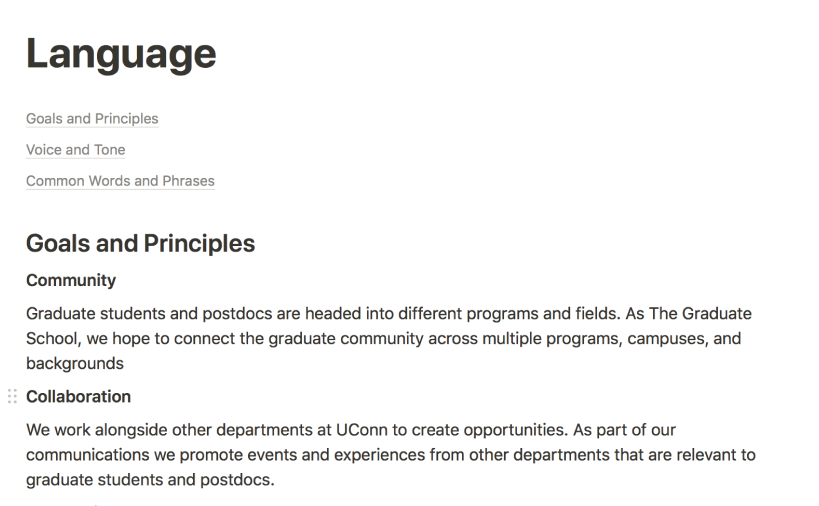 Language
Goals and Principles
Voice and Tone
Common Words and Phrases
Goals and Principles
Community
Graduate students and postdocs are headed into different programs and fields. As The Graduate
School, we hope to connect the graduate community across multiple programs, campuses, and
backgrounds
Collaboration
We work alongside other departments at UConn to create opportunities. As part of our
communications we promote events and experiences from other departments that are relevant to
graduate students and postdocs.